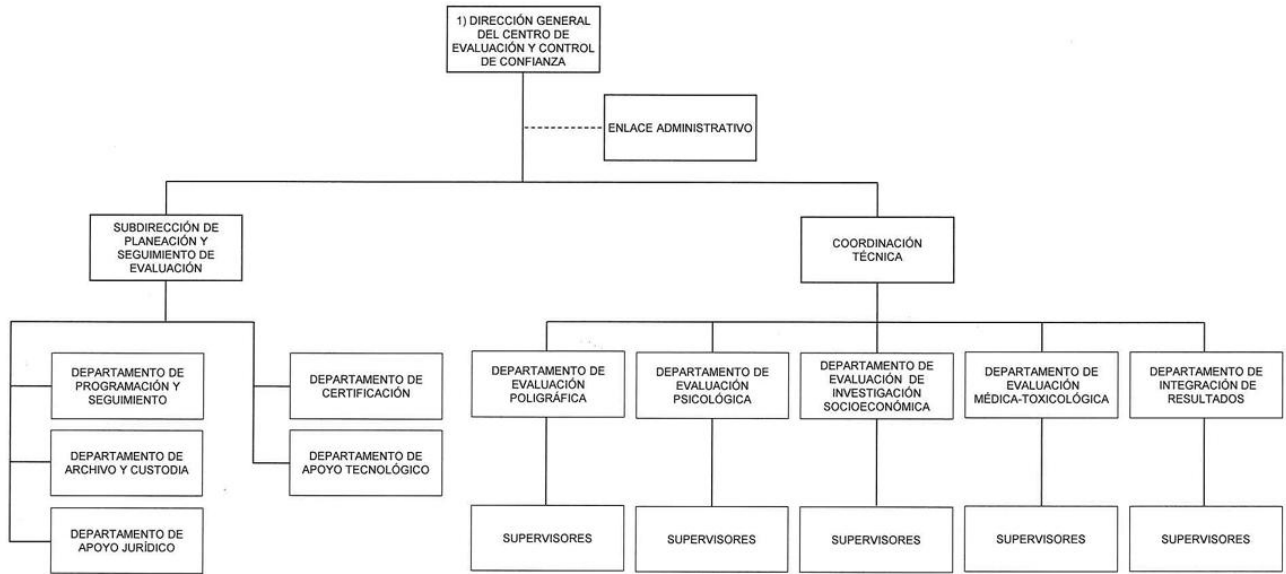 1) DIRECCIÓN GENERAL
DEL CENTRO DE
EVALUACIÓN Y CONTROL
DE CONFIANZA
ENLACE ADMINISTRATIVO
SUBDIRECCIÓN DE
PLANEACIÓN Y
SEGUIMIENTO DE
EVALUACIÓN
COORDINACIÓN
TÉCNICA
DEPARTAMENTO DE
PROGRAMACIÓN Y
SEGUIMIENTO
DEPARTAMENTO DE
CERTIFICACIÓN
DEPARTAMENTO DE
ARCHIVO Y CUSTODIA
DEPARTAMENTO DE
APOYO TECNOLÓGICO
DEPARTAMENTO DE
APOYO JURÍDICO
DEPARTAMENTO DE
EVALUACIÓN
POLIGRÁFICA
DEPARTAMENTO DE
EVALUACIÓN
PSICOLÓGICA
DEPARTAMENTO DE
EVALUACIÓN DE
INVESTIGACIÓN
SOCIOECONÓMICA
DEPARTAMENTO DE
EVALUACIÓN
MÉDICA-TOXICOLÓGICA
DEPARTAMENTO DE
INTEGRACIÓN DE
RESULTADOS
SUPERVISORES
SUPERVISORES
SUPERVISORES
SUPERVISORES
SUPERVISORES